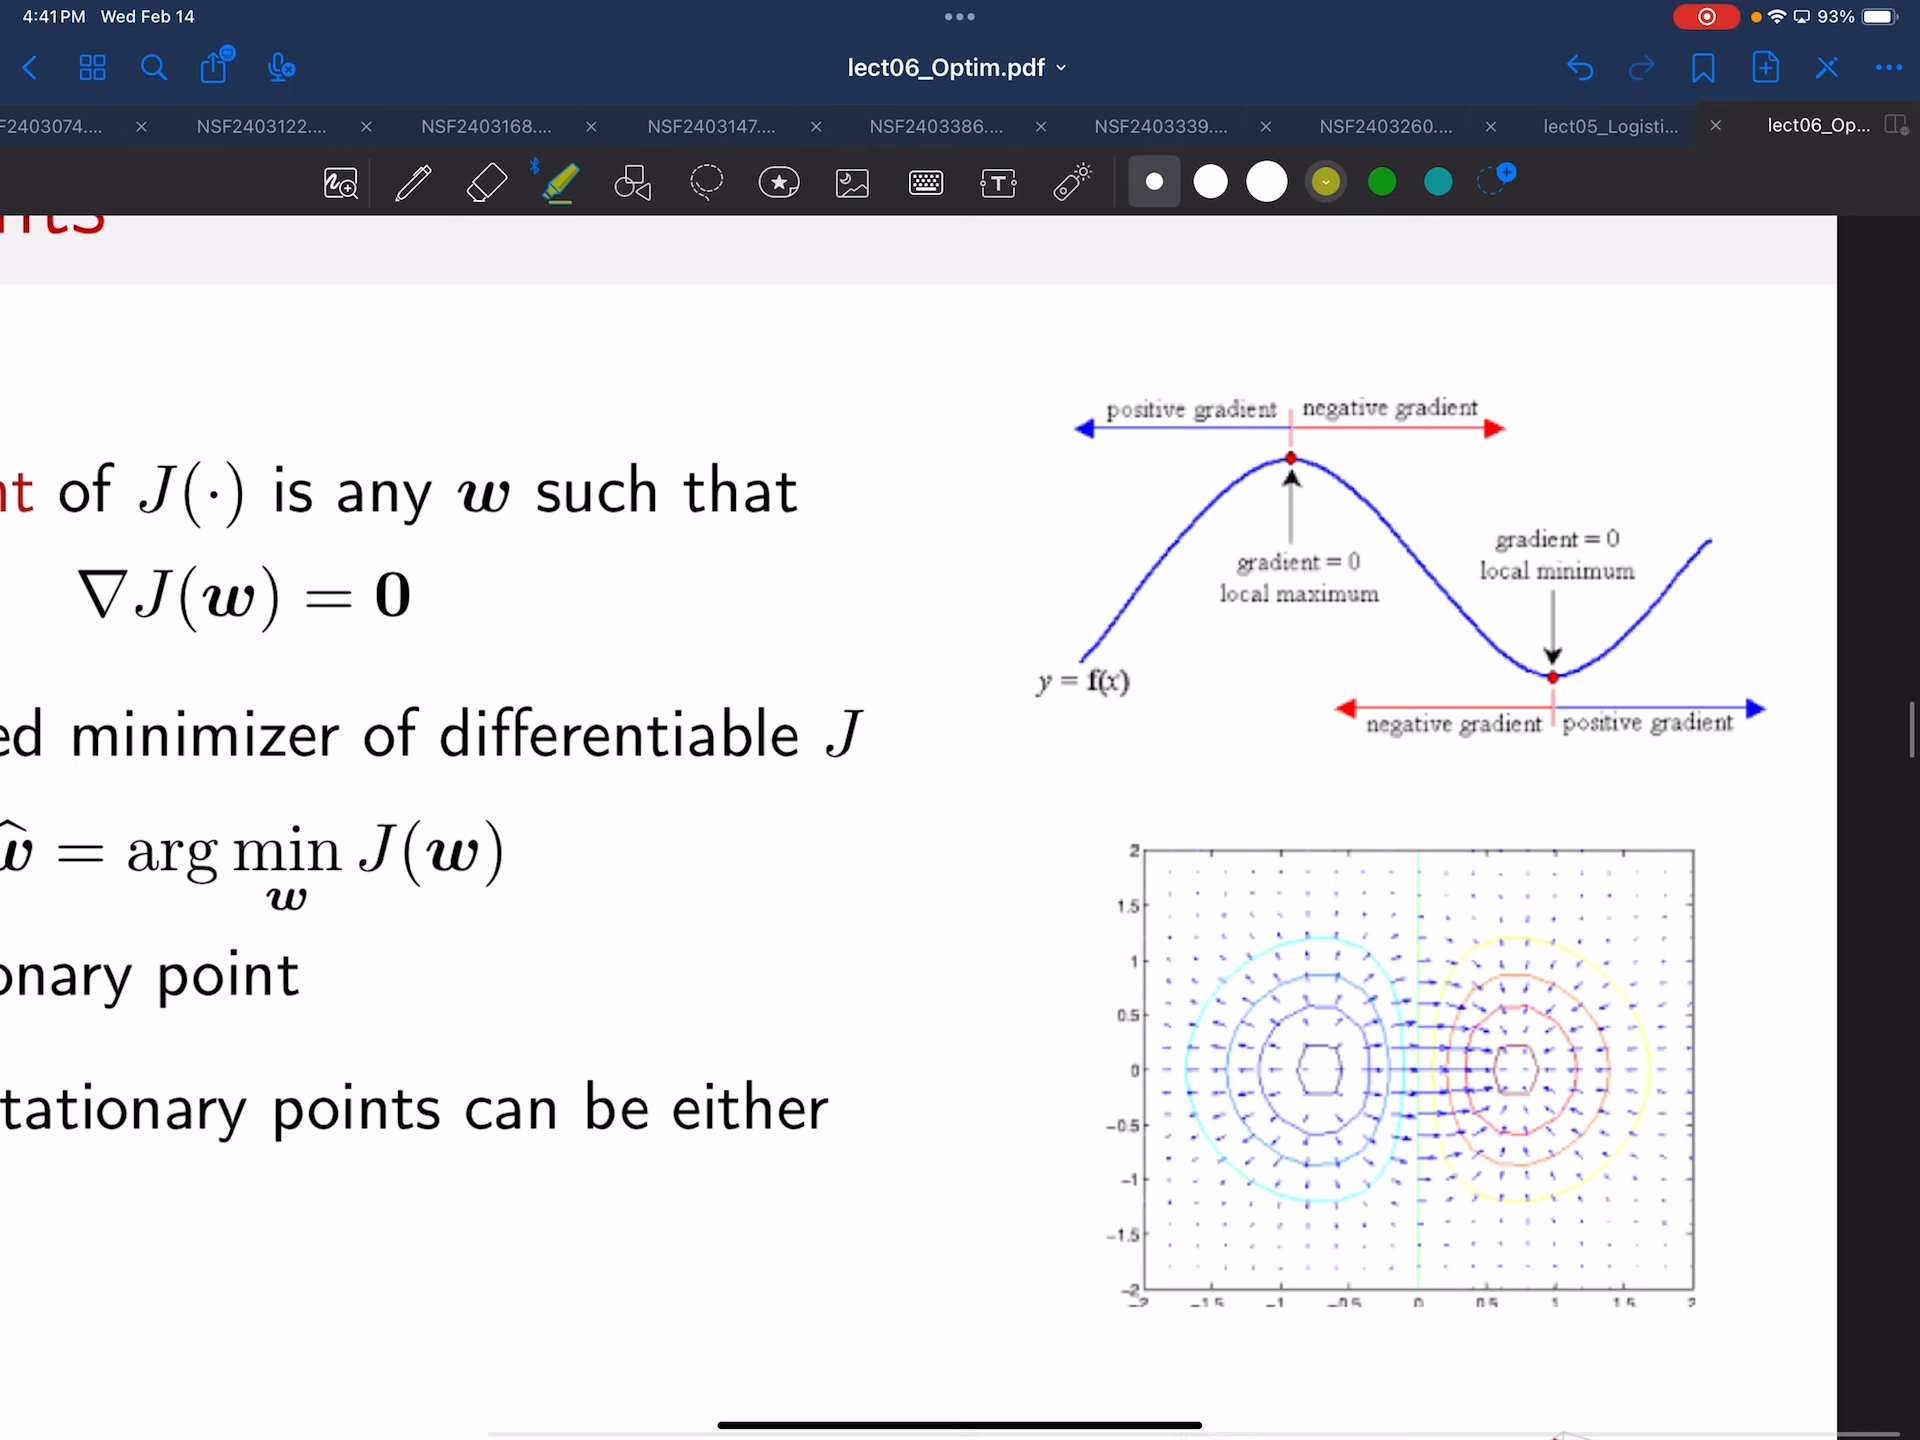 4:41 PM Wed Feb 14
93%
lect06_Optim.pdf
F2403074....
NSF2403122....
NSF2403168....
NSF2403147....
NSF2403386....
NSF2403339....
NSF2403260....
lect05_Logisti...
lect06_Op...
nts
nt of J(·) is any w such that
∇J(w) = 0
ed minimizer of differentiable J
ŵ = arg min J(w)
w
onary point
tationary points can be either
positive gradient
negative gradient
gradient = 0
local maximum
gradient = 0
local minimum
y = f(x)
negative gradient
positive gradient
2
1.5
1
0.5
0
−0.5
−1
−1.5
−2
−2 −1.5 −1 −0.5 0 0.5 1 1.5 2